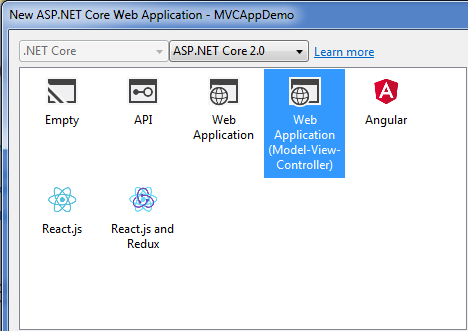 New ASP.NET Core Web Application - MVCAppDemo
.NET Core ASP.NET Core 2.0 Learn more
Empty
API
Web
Application
Web
Application
(Model-View-
Controller)
Angular
React.js
React.js and
Redux